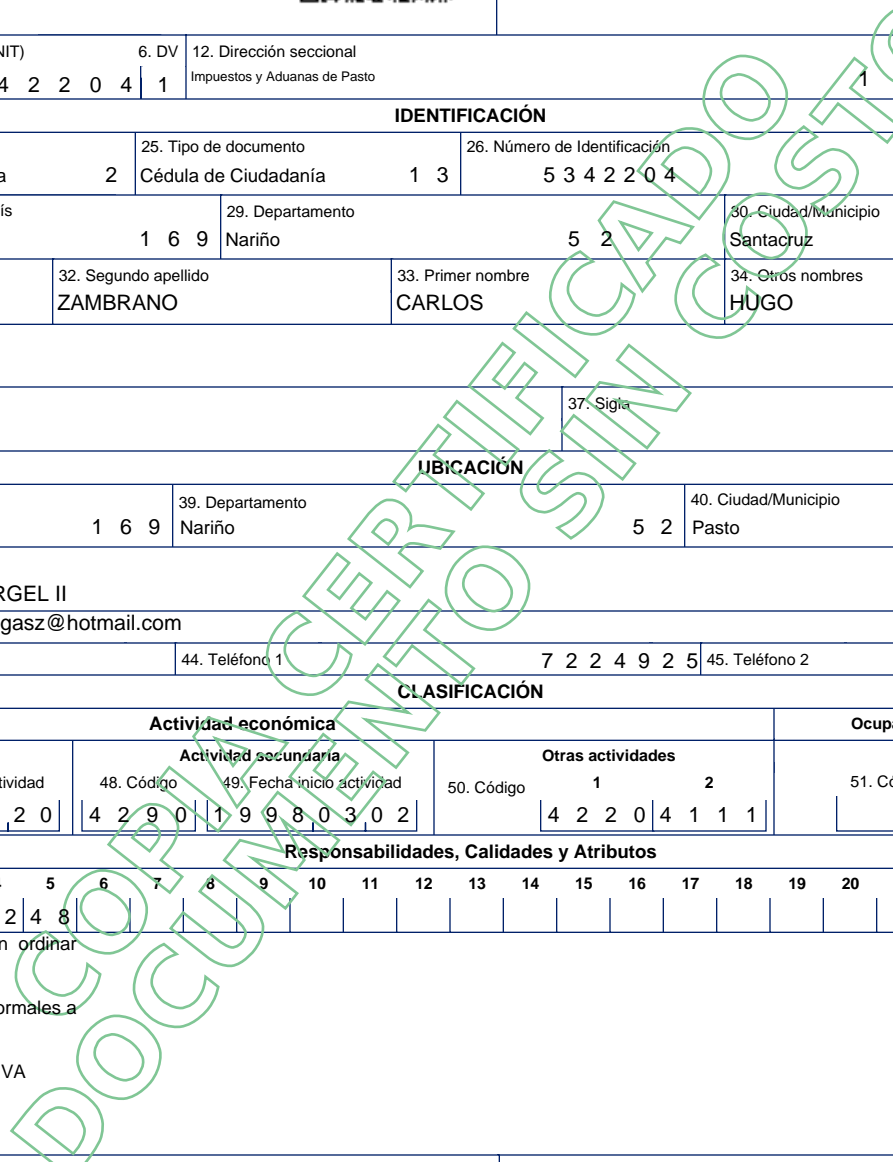 NIT) 6. DV 12. Dirección seccional
4 2 2 0 4 1 Impuestos y Aduanas de Pasto 1
IDENTIFICACIÓN
25. Tipo de documento 26. Número de Identificación
a 2 Cédula de Ciudadanía 1 3 5 3 4 2 2 0 4
ís 29. Departamento 30. Ciudad/Municipio
1 6 9 Nariño 5 2 Santacruz
32. Segundo apellido 33. Primer nombre 34. Otros nombres
ZAMBRANO CARLOS HUGO
37. Sigla
UBICACIÓN
39. Departamento 40. Ciudad/Municipio
1 6 9 Nariño 5 2 Pasto
RGEL II
gasz@hotmail.com
44. Teléfono 1 7 2 2 4 9 2 5 45. Teléfono 2
CLASIFICACIÓN
Actividad económica Ocupa
Actividad secundaria Otras actividades
tividad 48. Código 49. Fecha inicio actividad 50. Código 1 2 51. Có
2 0 4 2 9 0 1 9 9 8 0 3 0 2 4 2 2 0 4 1 1 1
Responsabilidades, Calidades y Atributos
5 6 7 8 9 10 11 12 13 14 15 16 17 18 19 20
2 4 8
n ordinar
ormales a
VA
COPIA CERTIFICADO
DOCUMENTO SIN COSTO